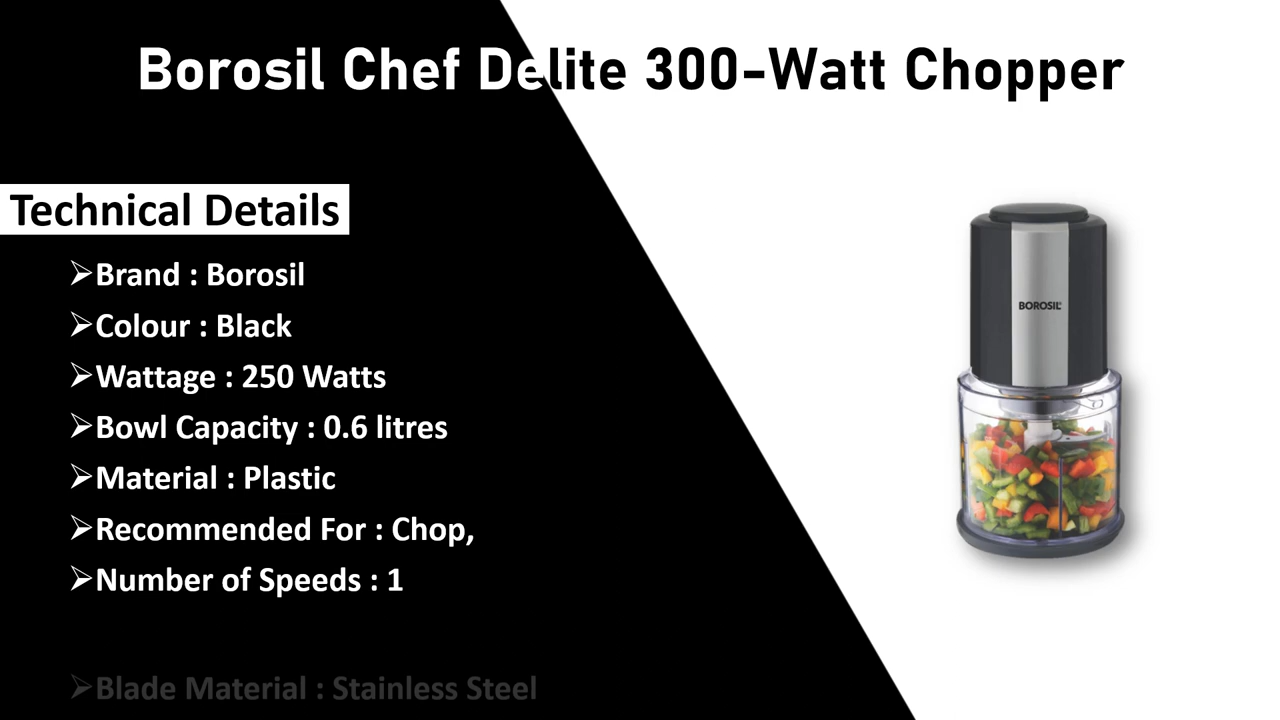 Borosil Chef Delite 300-Watt Chopper
Technical Details
➢Brand : Borosil
➢Colour : Black
➢Wattage : 250 Watts
➢Bowl Capacity : 0.6 litres
➢Material : Plastic
➢Recommended For : Chop,
➢Number of Speeds : 1
➢Blade Material : Stainless Steel
BOROSIL